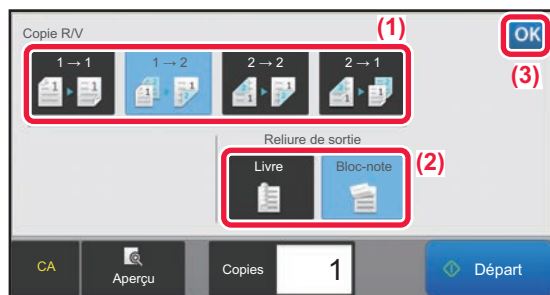 Copie R/V
(1)
OK
1 → 1
1 → 2
2 → 2
2 → 1
(3)
Reliure de sortie
Livre
Bloc-note
(2)
CA
Aperçu
Copies
1
Départ